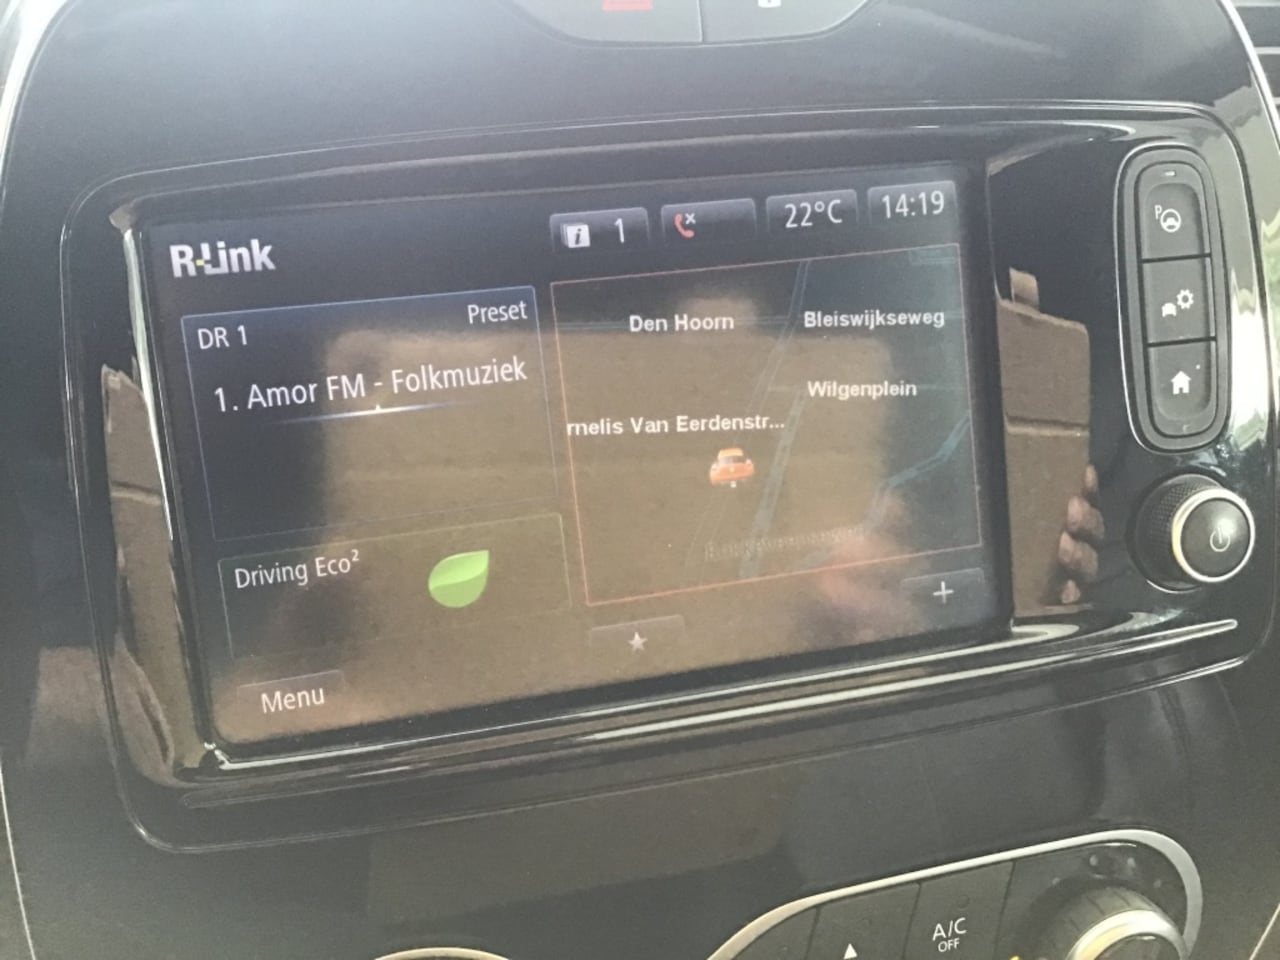 R-Link
1
22°C
14:19
DR 1
Preset
1. Amor FM - Folkmuziek
Den Hoorn
Bleiswijkseweg
Wilgenplein
rnelis Van Eerdenstr...
Driving Eco²
Menu
P
A/C
OFF